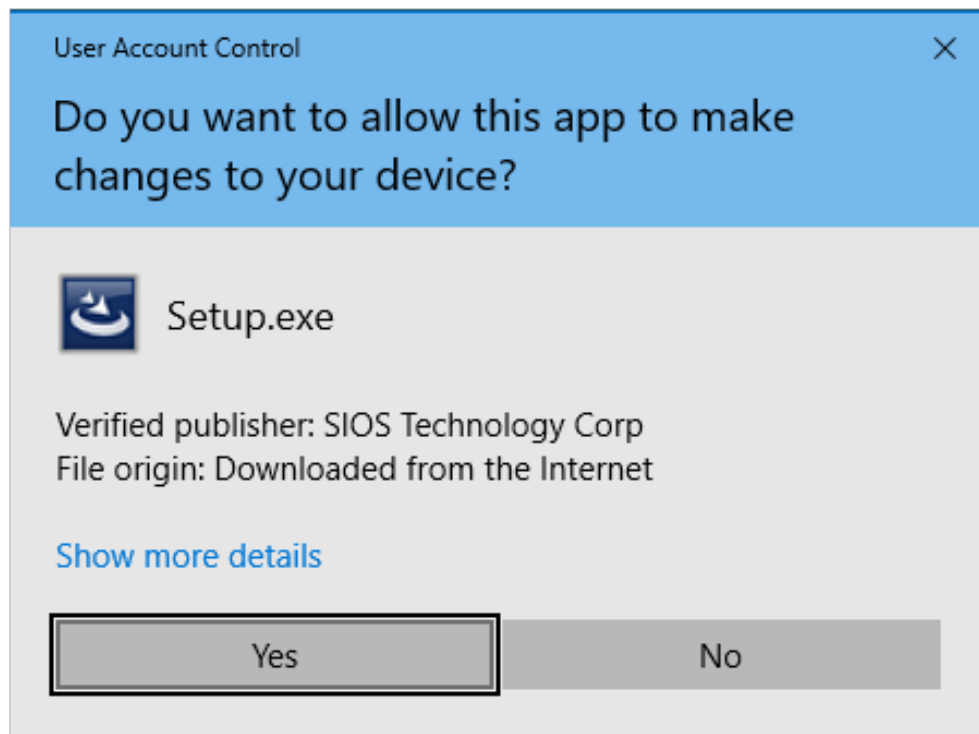 User Account Control
Do you want to allow this app to make
changes to your device?
Setup.exe
Verified publisher: SIOS Technology Corp
File origin: Downloaded from the Internet
Show more details
Yes
No